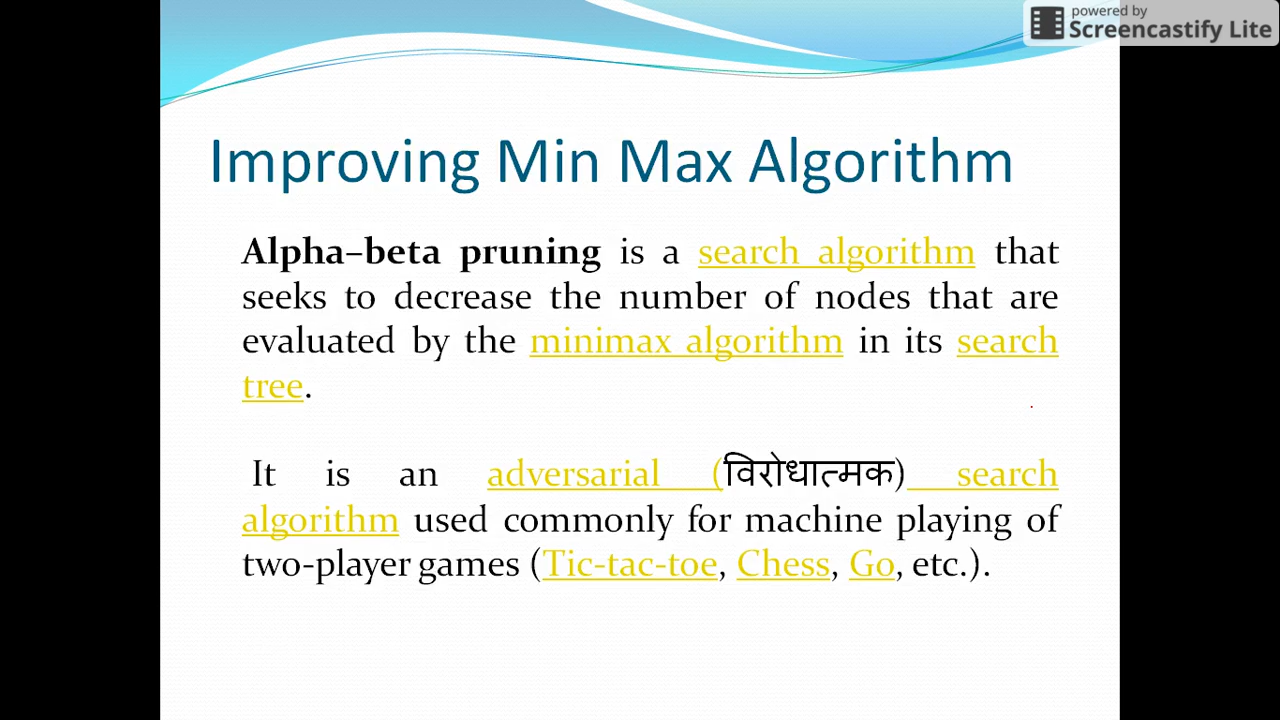 powered by
Screencastify Lite
Improving Min Max Algorithm
Alpha–beta pruning is a search algorithm that
seeks to decrease the number of nodes that are
evaluated by the minimax algorithm in its search
tree.
It is an adversarial (विरोधात्मक) search
algorithm used commonly for machine playing of
two-player games (Tic-tac-toe, Chess, Go, etc.).